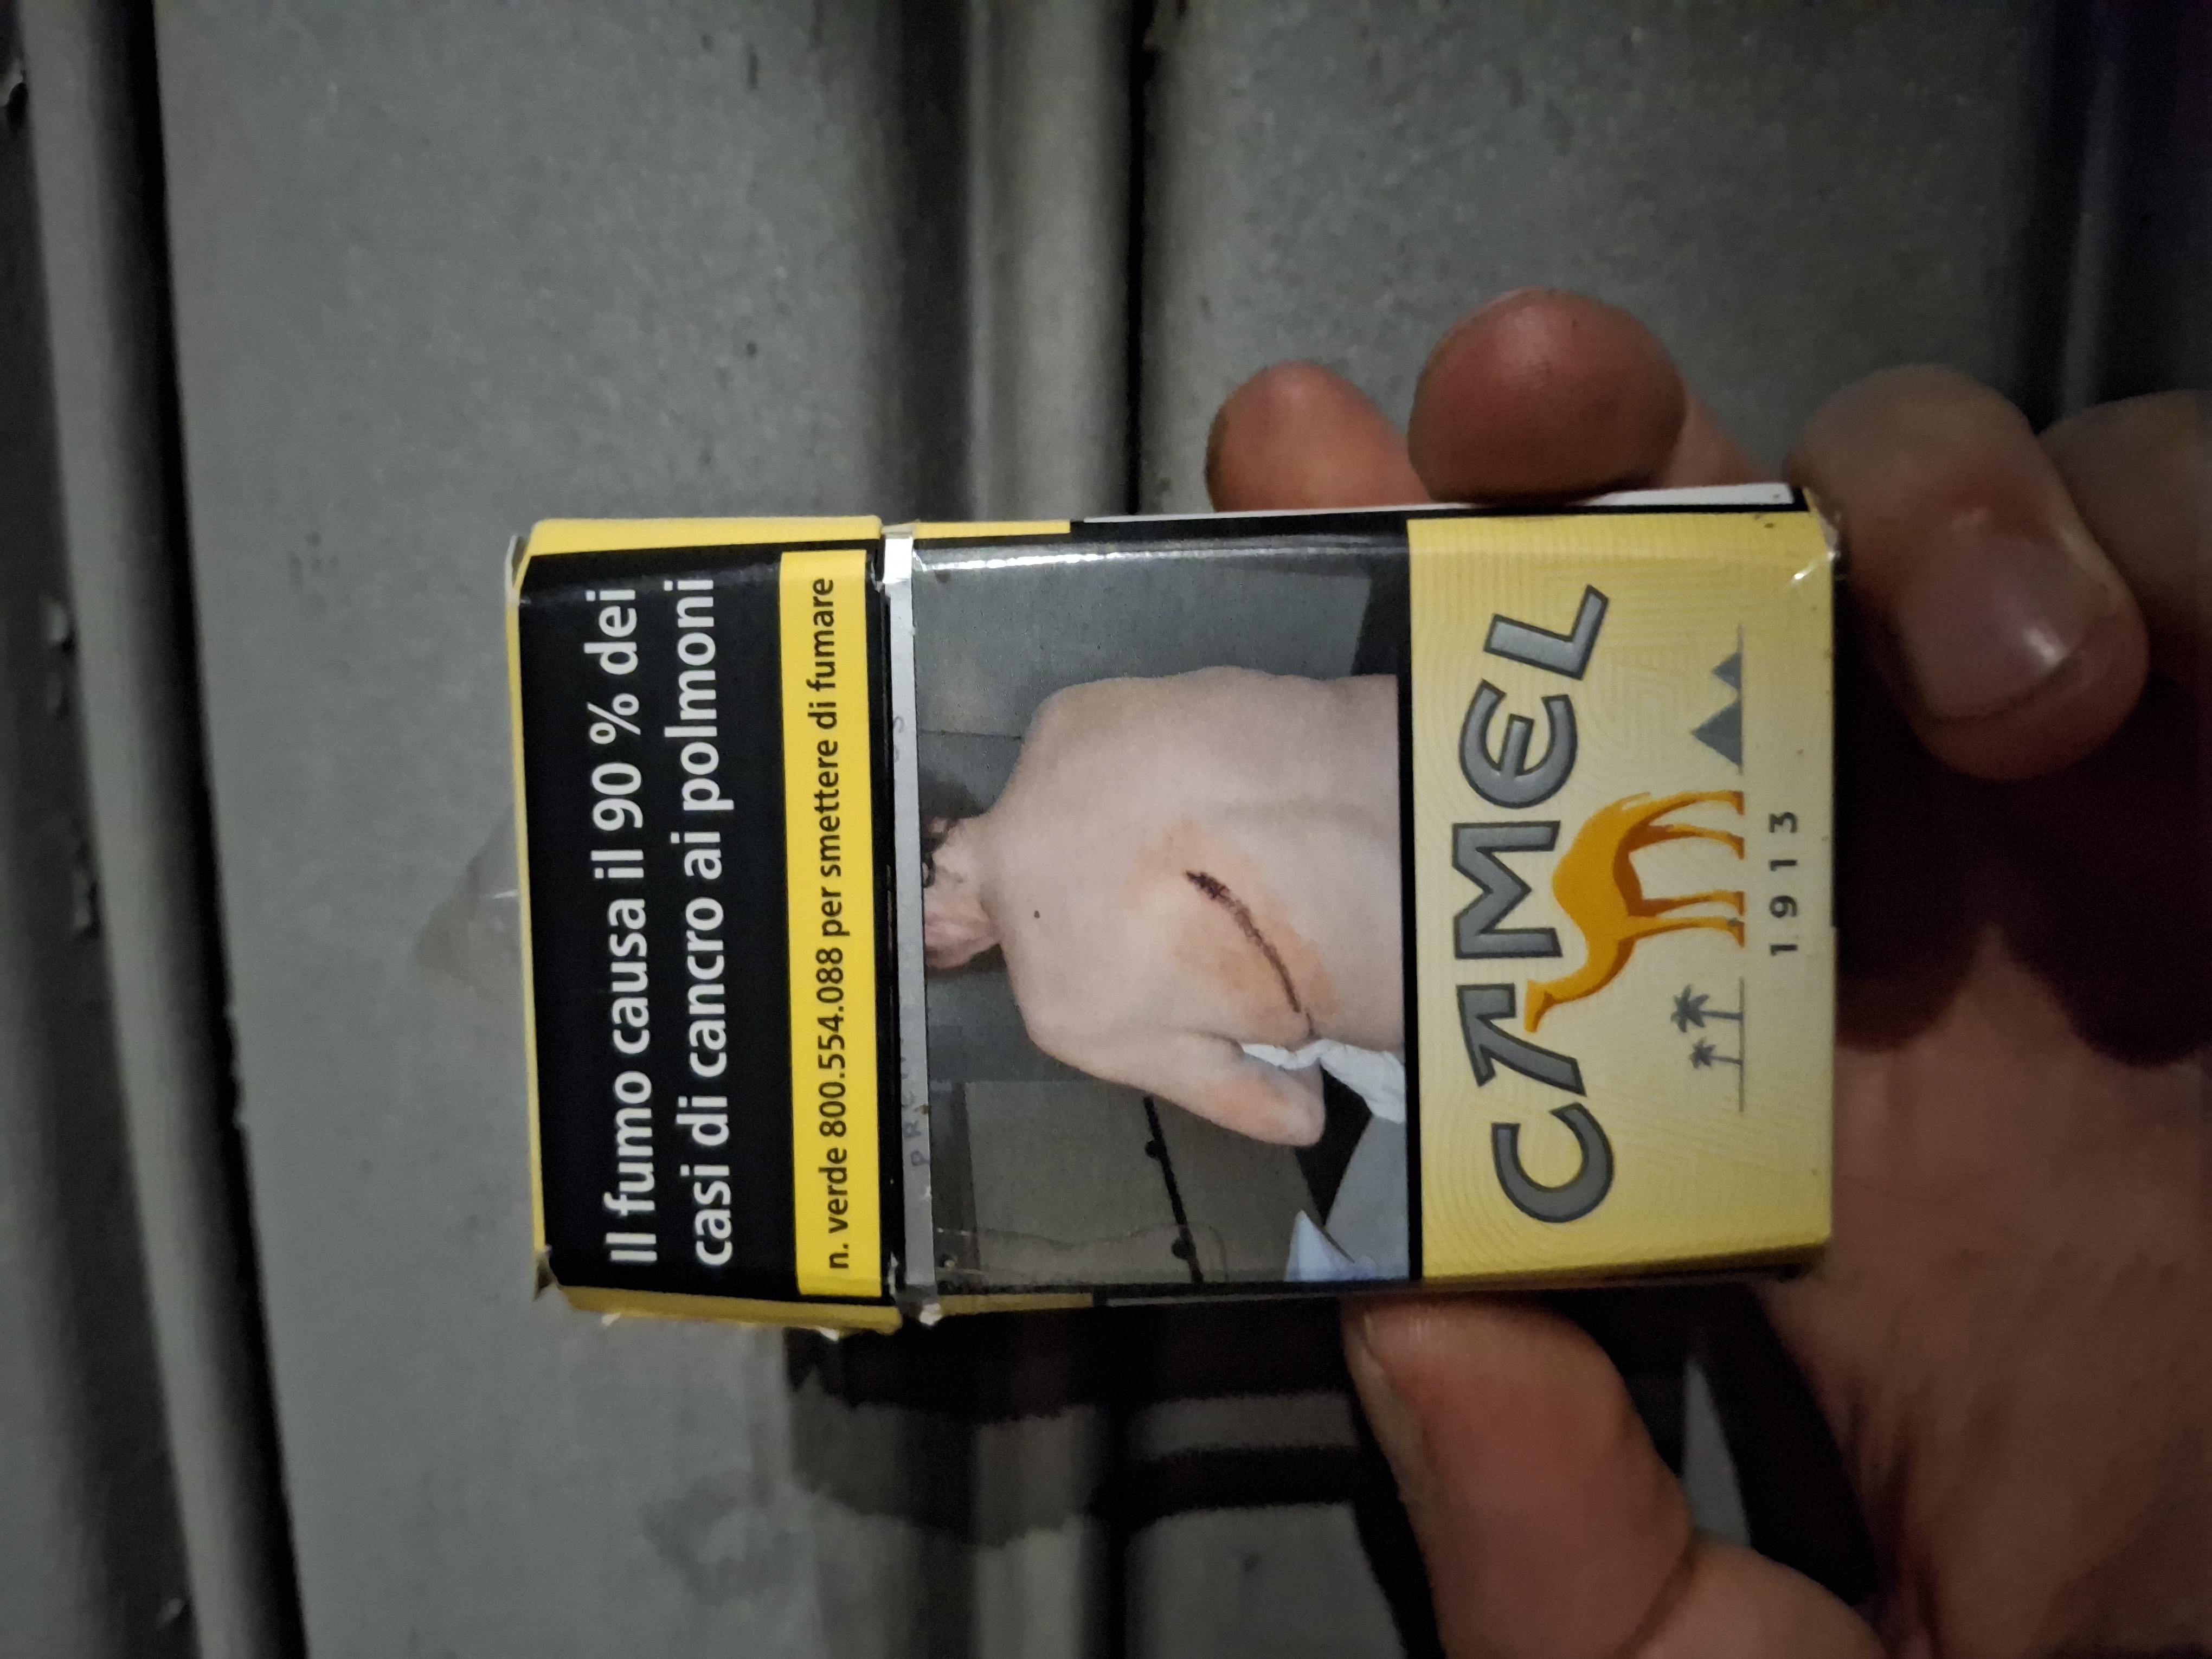 Il fumo causa il 90 % dei
casi di cancro ai polmoni
n. verde 800.554.088 per smettere di fumare
CAMEL
1913